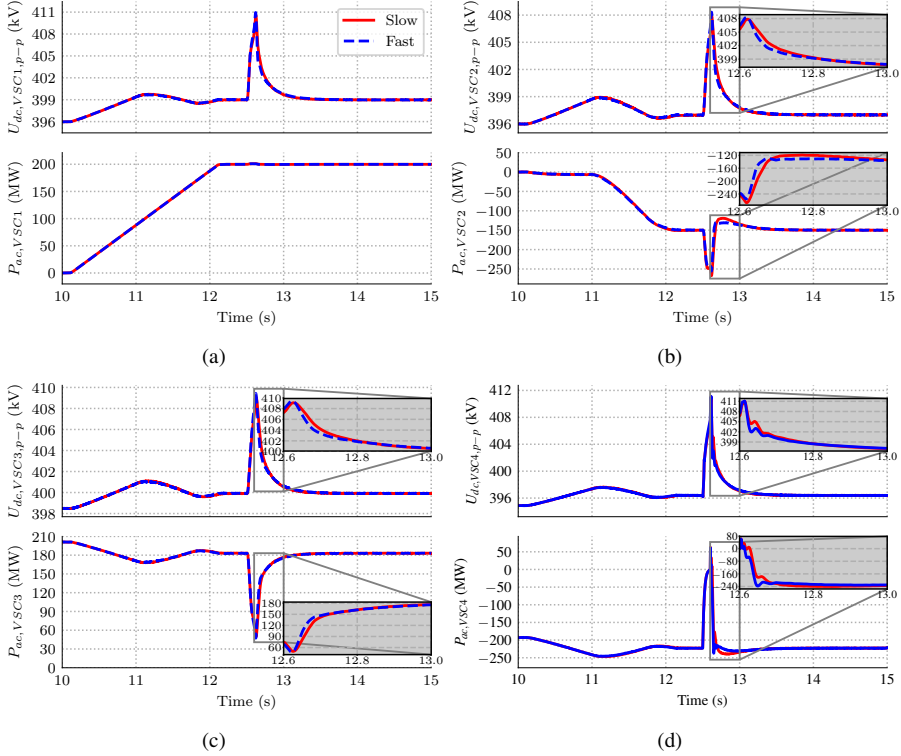 U_{dc,VSC1,p-p} (kV)
411
408
405
402
399
396
Slow
Fast
P_{ac,VSC1} (MW)
200
150
100
50
0
10 11 12 13 14 15
Time (s)
(a)
U_{dc,VSC2,p-p} (kV)
408
405
402
399
396
408
405
402
399
12.6 12.8 13.0
P_{ac,VSC2} (MW)
50
0
−50
−100
−150
−200
−250
−120
−160
−200
−240
12.6 12.8 13.0
10 11 12 13 14 15
Time (s)
(b)
U_{dc,VSC3,p-p} (kV)
410
408
406
404
402
400
398
410
408
406
404
402
400
12.6 12.8 13.0
P_{ac,VSC3} (MW)
210
180
150
120
90
60
30
0
180
150
120
90
60
12.6 12.8 13.0
10 11 12 13 14 15
Time (s)
(c)
U_{dc,VSC4,p-p} (kV)
412
408
404
400
396
411
408
405
402
399
12.6 12.8 13.0
P_{ac,VSC4} (MW)
50
0
−50
−100
−150
−200
−250
80
0
−80
−160
−240
12.6 12.8 13.0
10 11 12 13 14 15
Time (s)
(d)